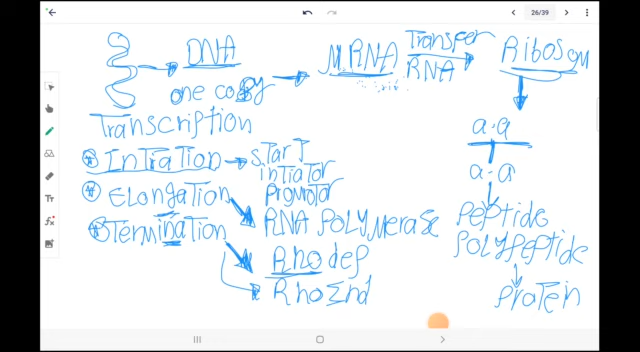 26/39
DNA
one copy
MRNA
Transfer
RNA
Ribosom
Transcription
Intiation
STarT
intiator
promotor
Elongation
RNA POLYMerase
Termination
Rho dep
Rho Ind
a.a
a.a
Peptide
Polypeptide
Protein